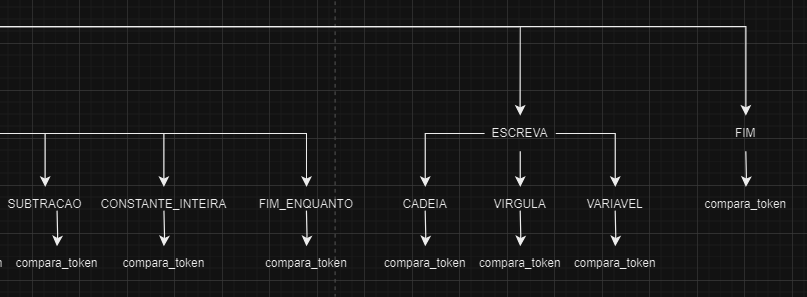 ESCREVA
FIM
SUBTRACAO
CONSTANTE_INTEIRA
FIM_ENQUANTO
CADEIA
VIRGULA
VARIAVEL
compara_token
compara_token
compara_token
compara_token
compara_token
compara_token
compara_token